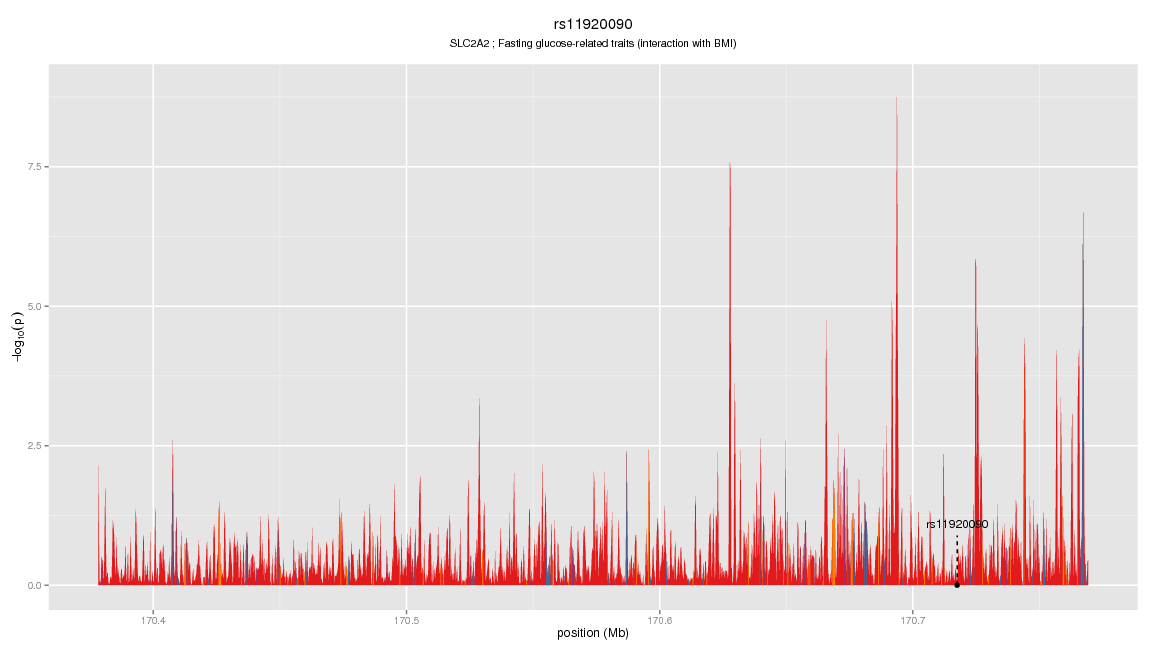 rs11920090
SLC2A2 ; Fasting glucose-related traits (interaction with BMI)
7.5
5.0
2.5
0.0
−log10(p)
rs11920090
170.4 170.5 170.6 170.7
position (Mb)